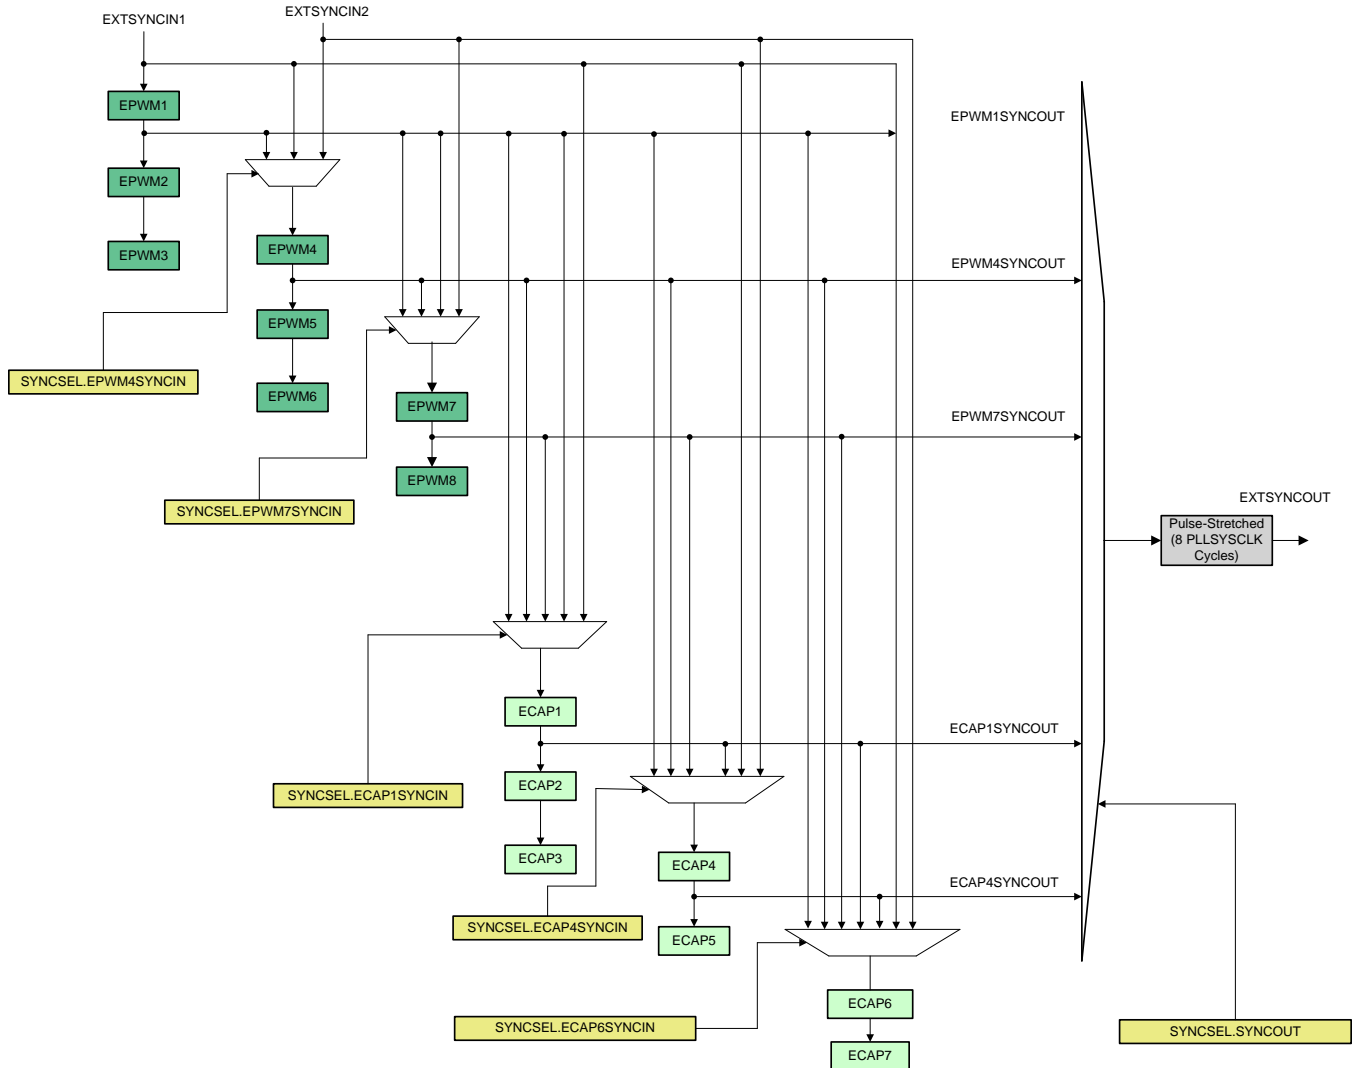 EXTSYNCIN1
EXTSYNCIN2
EPWM1
EPWM1SYNCOUT
EPWM2
EPWM3
EPWM4
EPWM4SYNCOUT
EPWM5
SYNCSEL.EPWM4SYNCIN
EPWM6
EPWM7
EPWM7SYNCOUT
EPWM8
SYNCSEL.EPWM7SYNCIN
EXTSYNCOUT
Pulse-Stretched
(8 PLLSYSCLK
Cycles)
ECAP1
ECAP1SYNCOUT
ECAP2
SYNCSEL.ECAP1SYNCIN
ECAP3
ECAP4
ECAP4SYNCOUT
SYNCSEL.ECAP4SYNCIN
ECAP5
ECAP6
SYNCSEL.ECAP6SYNCIN
SYNCSEL.SYNCOUT
ECAP7